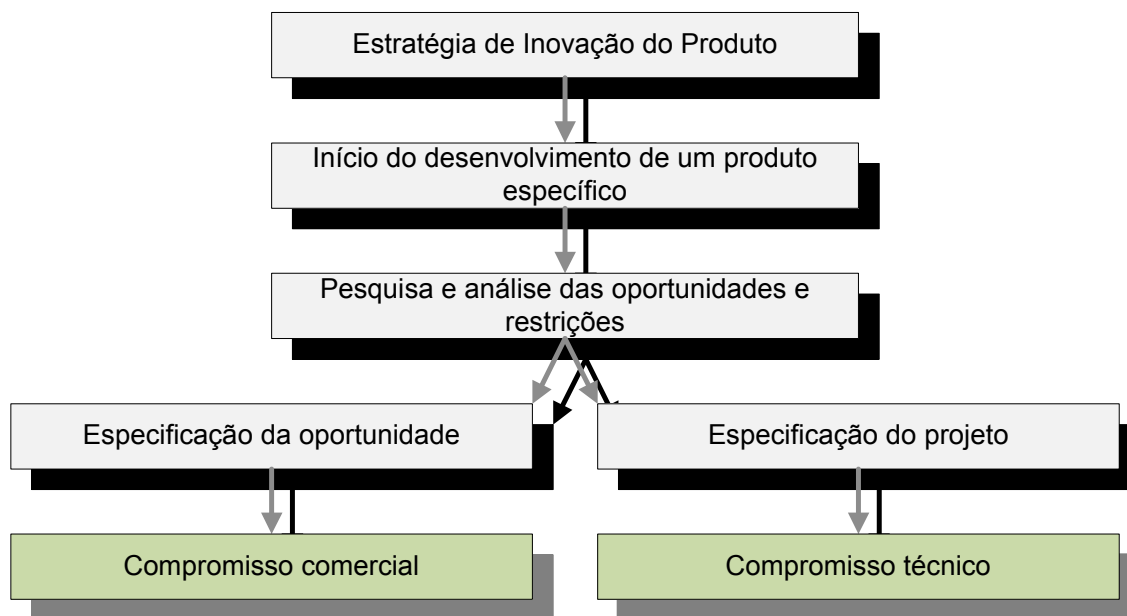 Estratégia de Inovação do Produto
Início do desenvolvimento de um produto
específico
Pesquisa e análise das oportunidades e
restrições
Especificação da oportunidade
Especificação do projeto
Compromisso comercial
Compromisso técnico